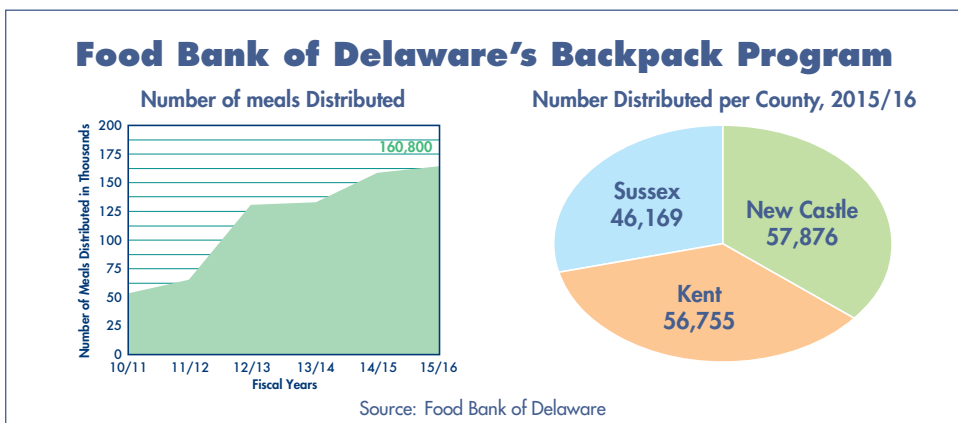 Food Bank of Delaware's Backpack Program
Number of meals Distributed
Number of Meals Distributed in Thousands
200
175
150
125
100
75
50
25
0
160,800
10/11 11/12 12/13 13/14 14/15 15/16
Fiscal Years
Number Distributed per County, 2015/16
Sussex
46,169
New Castle
57,876
Kent
56,755
Source: Food Bank of Delaware